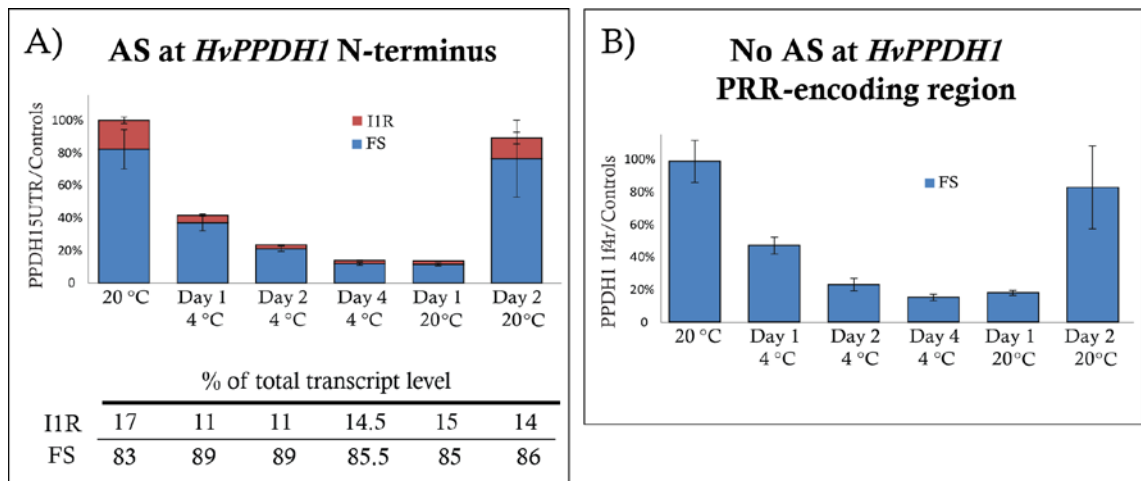 A)
AS at HvPPDH1 N-terminus
PPDH15UTR/Controls
100%
80%
60%
40%
20%
0
I1R
FS
20 °C
Day 1
4 °C
Day 2
4 °C
Day 4
4 °C
Day 1
20°C
Day 2
20°C
% of total transcript level
I1R 17 11 11 14.5 15 14
FS 83 89 89 85.5 85 86
B)
No AS at HvPPDH1
PRR-encoding region
PPDH1 1f4r/Controls
100%
80%
60%
40%
20%
0
FS
20 °C
Day 1
4 °C
Day 2
4 °C
Day 4
4 °C
Day 1
20°C
Day 2
20°C